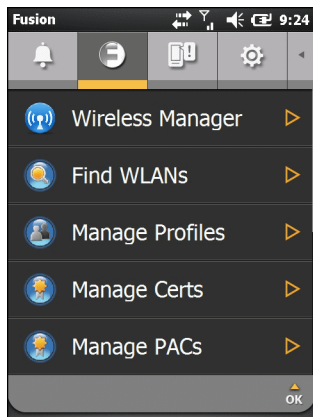 Fusion 9:24
Wireless Manager
Find WLANs
Manage Profiles
Manage Certs
Manage PACs
OK